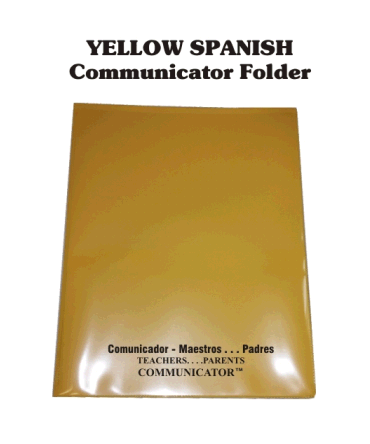 YELLOW SPANISH
Communicator Folder
Comunicador - Maestros . . . Padres
TEACHERS. . . .PARENTS
COMMUNICATOR™